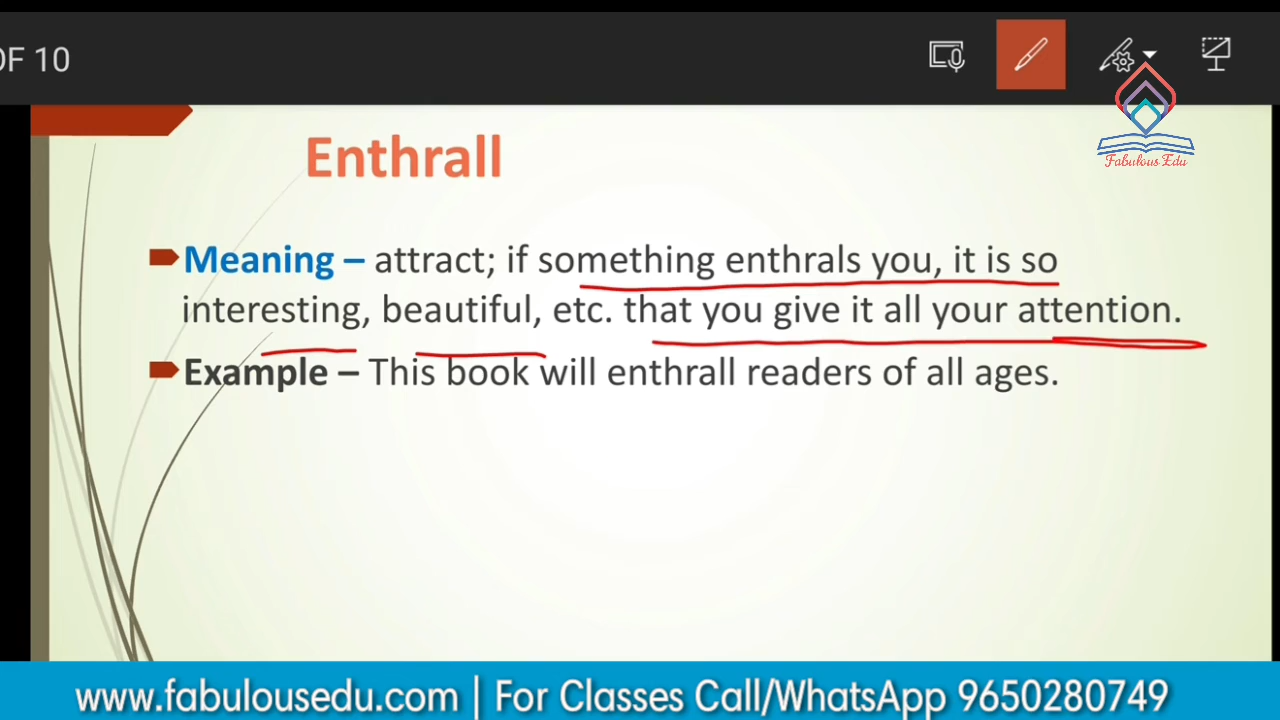 OF 10
Fabulous Edu
Enthrall
Meaning – attract; if something enthrals you, it is so
interesting, beautiful, etc. that you give it all your attention.
Example – This book will enthrall readers of all ages.
www.fabulousedu.com | For Classes Call/WhatsApp 9650280749